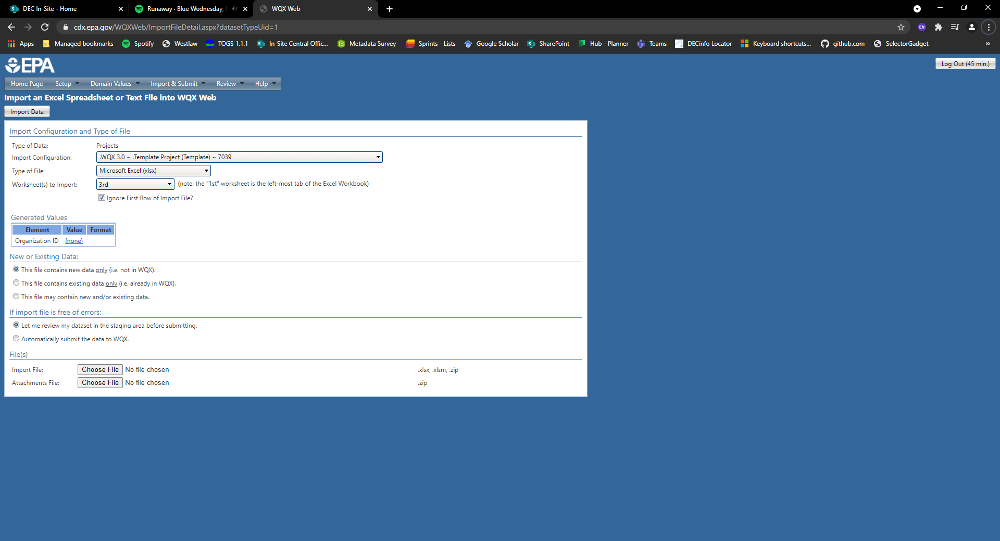 DEC In-Site - Home
Runaway · Blue Wednesday,
WQX Web
cdx.epa.gov/WQXWeb/ImportFileDetail.aspx?datasetTypeUid=1
EN
Apps Managed bookmarks Spotify Westlaw TOGS 1.1.1 In-Site Central Offic... Metadata Survey Sprints - Lists Google Scholar SharePoint Hub - Planner Teams DECinfo Locator Keyboard shortcuts... github.com SelectorGadget »
EPA
Log Out (45 min.)
Home Page Setup Domain Values Import & Submit Review Help
Import an Excel Spreadsheet or Text File into WQX Web
Import Data
Import Configuration and Type of File
Type of Data: Projects
Import Configuration: .WQX 3.0 ~ .Template Project (Template) ~ 7039
Type of File: Microsoft Excel (xlsx)
Worksheet(s) to Import: 3rd (note: the "1st" worksheet is the left-most tab of the Excel Workbook)
Ignore First Row of Import File?
Generated Values
Element Value Format
Organization ID {none}
New or Existing Data:
This file contains new data only (i.e. not in WQX).
This file contains existing data only (i.e. already in WQX).
This file may contain new and/or existing data.
If import file is free of errors:
Let me review my dataset in the staging area before submitting.
Automatically submit the data to WQX.
File(s)
Import File: Choose File No file chosen .xlsx, .xlsm, .zip
Attachments File: Choose File No file chosen .zip